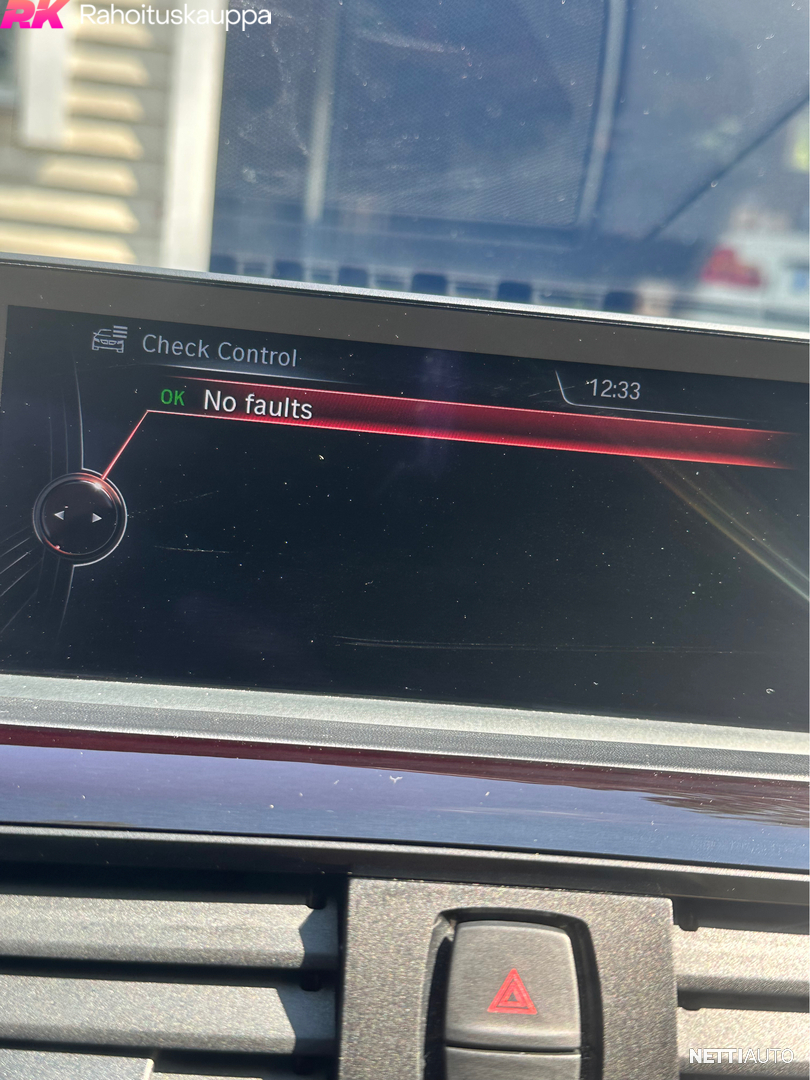 RK Rahoituskauppa
Check Control
12:33
OK No faults
NETTIAUTO